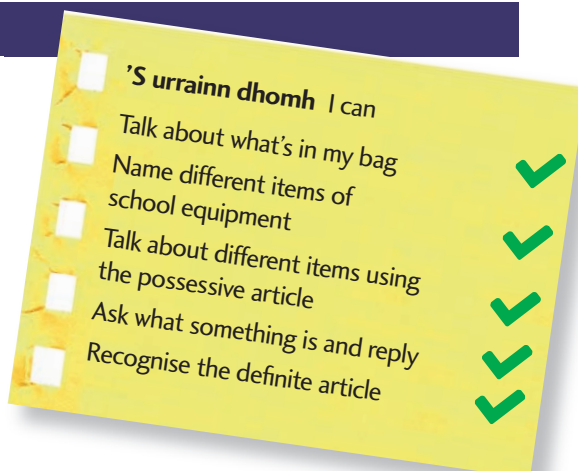 ’S urrainn dhomh I can
Talk about what's in my bag
Name different items of
school equipment
Talk about different items using
the possessive article
Ask what something is and reply
Recognise the definite article